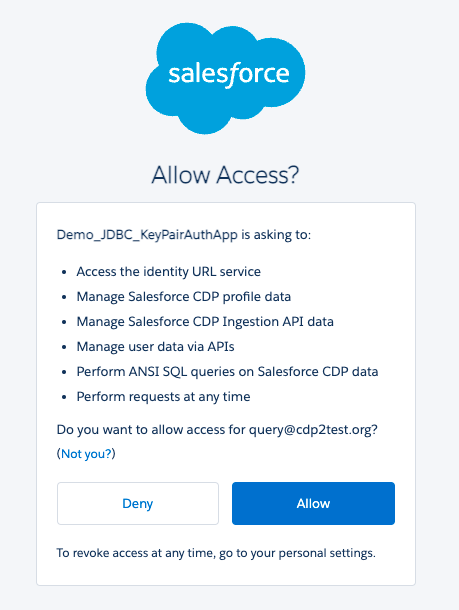 salesforce
Allow Access?
Demo_JDBC_KeyPairAuthApp is asking to:
• Access the identity URL service
• Manage Salesforce CDP profile data
• Manage Salesforce CDP Ingestion API data
• Manage user data via APIs
• Perform ANSI SQL queries on Salesforce CDP data
• Perform requests at any time
Do you want to allow access for query@cdp2test.org?
(Not you?)
Deny
Allow
To revoke access at any time, go to your personal settings.